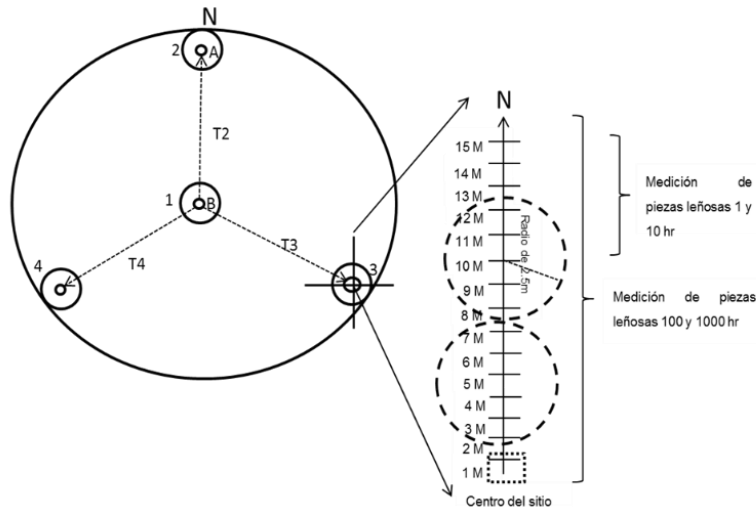 N
2
A
T2
1
B
T3
3
4
T4
N
15 M
14 M
13 M
12 M
11 M
10 M
9 M
8 M
7 M
6 M
5 M
4 M
3 M
2 M
1 M
Radio de 2.5m
Centro del sitio
Medición de
piezas leñosas 1 y
10 hr
Medición de piezas
leñosas 100 y 1000 hr